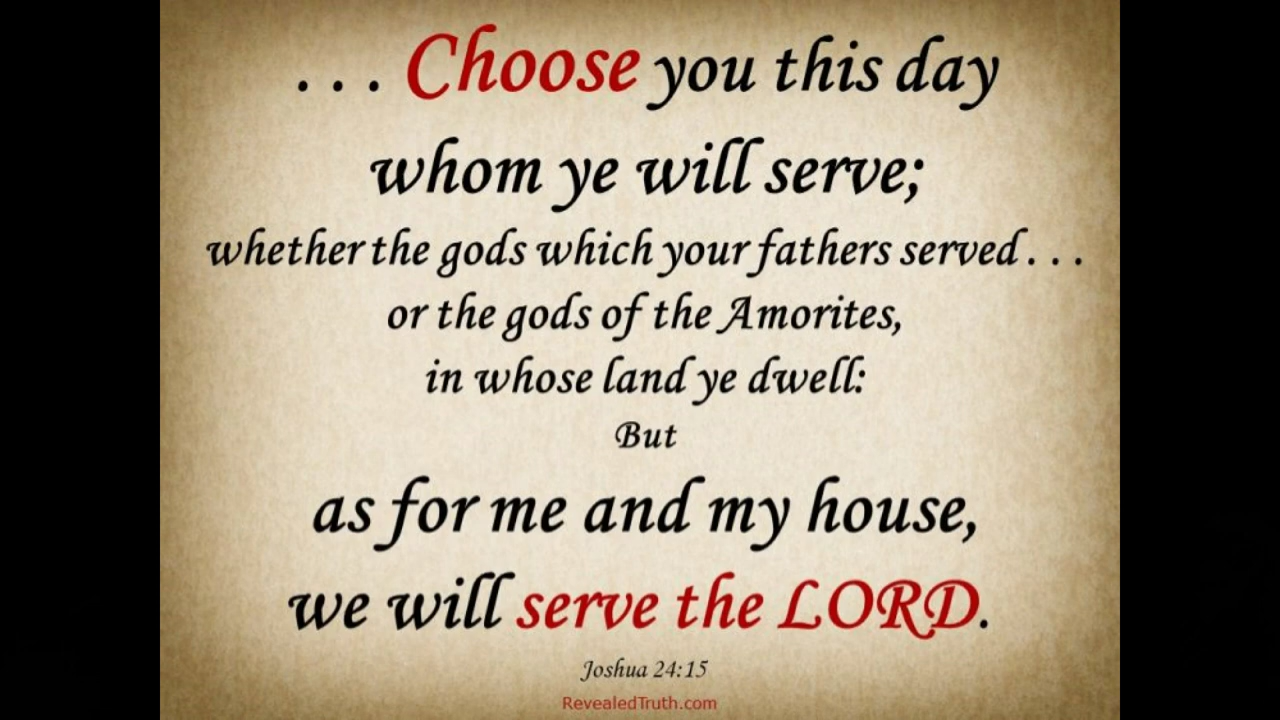 . . . Choose you this day
whom ye will serve;
whether the gods which your fathers served . . .
or the gods of the Amorites,
in whose land ye dwell:
But
as for me and my house,
we will serve the LORD.
Joshua 24:15
RevealedTruth.com